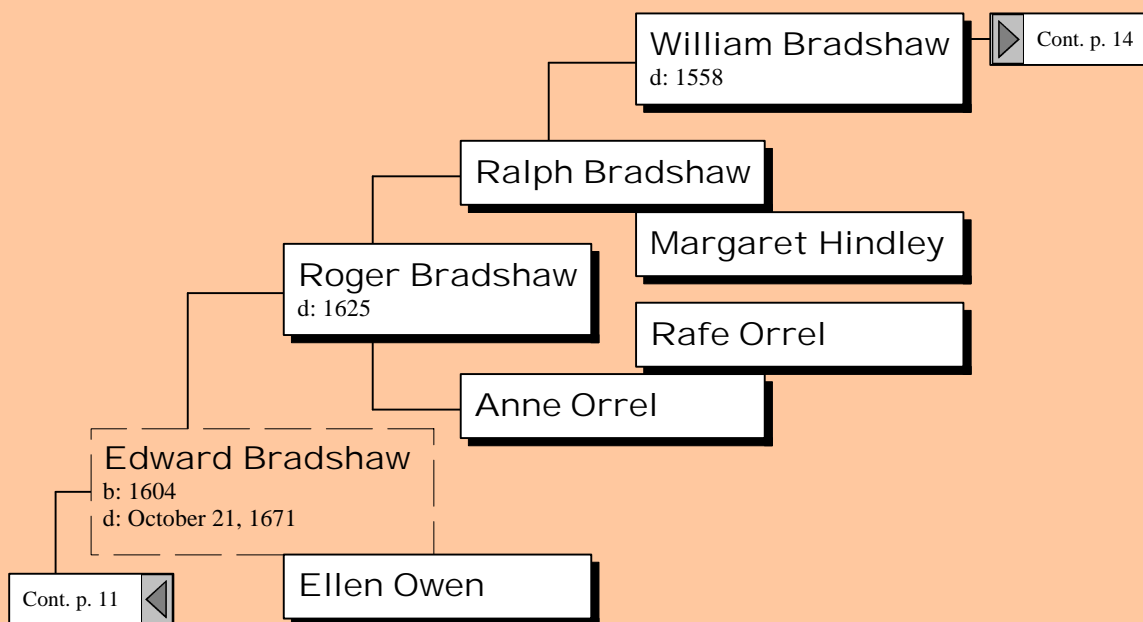 William Bradshaw
d: 1558
Cont. p. 14
Ralph Bradshaw
Margaret Hindley
Roger Bradshaw
d: 1625
Rafe Orrel
Anne Orrel
Edward Bradshaw
b: 1604
d: October 21, 1671
Ellen Owen
Cont. p. 11